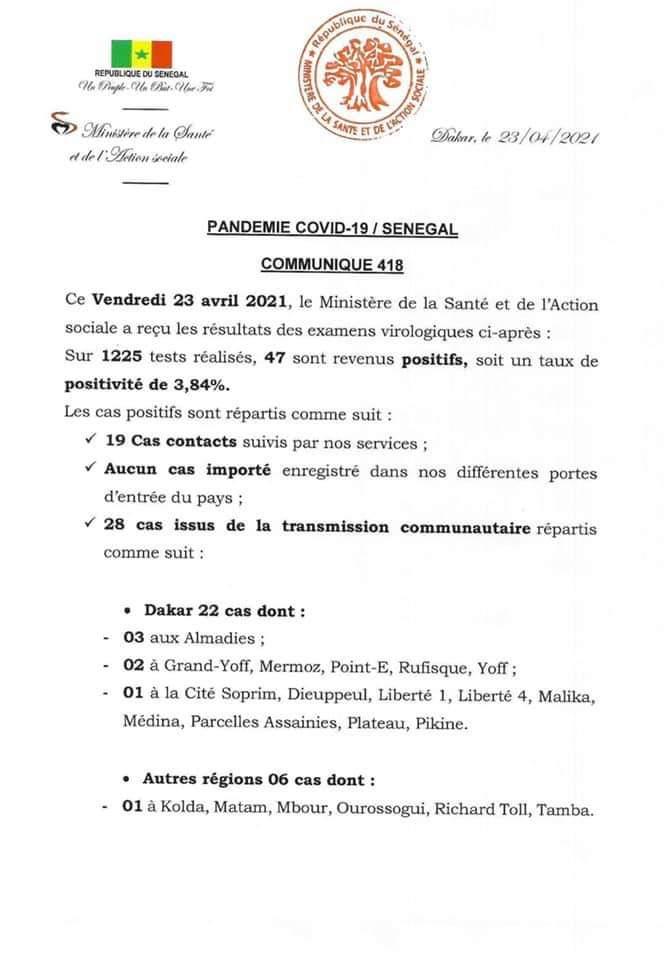 REPUBLIQUE DU SENEGAL
Un Peuple - Un But - Une Foi
Ministère de la Santé
et de l'Action sociale
République du Sénégal
MINISTÈRE DE LA SANTE ET DE L'ACTION SOCIALE
Dakar, le 23/04/2021
PANDEMIE COVID-19 / SENEGAL
COMMUNIQUE 418
Ce Vendredi 23 avril 2021, le Ministère de la Santé et de l'Action
sociale a reçu les résultats des examens virologiques ci-après :
Sur 1225 tests réalisés, 47 sont revenus positifs, soit un taux de
positivité de 3,84%.
Les cas positifs sont répartis comme suit :
✓ 19 Cas contacts suivis par nos services ;
✓ Aucun cas importé enregistré dans nos différentes portes
d'entrée du pays ;
✓ 28 cas issus de la transmission communautaire répartis
comme suit :
• Dakar 22 cas dont :
- 03 aux Almadies ;
- 02 à Grand-Yoff, Mermoz, Point-E, Rufisque, Yoff ;
- 01 à la Cité Soprim, Dieuppeul, Liberté 1, Liberté 4, Malika,
Médina, Parcelles Assainies, Plateau, Pikine.
• Autres régions 06 cas dont :
- 01 à Kolda, Matam, Mbour, Ourossogui, Richard Toll, Tamba.